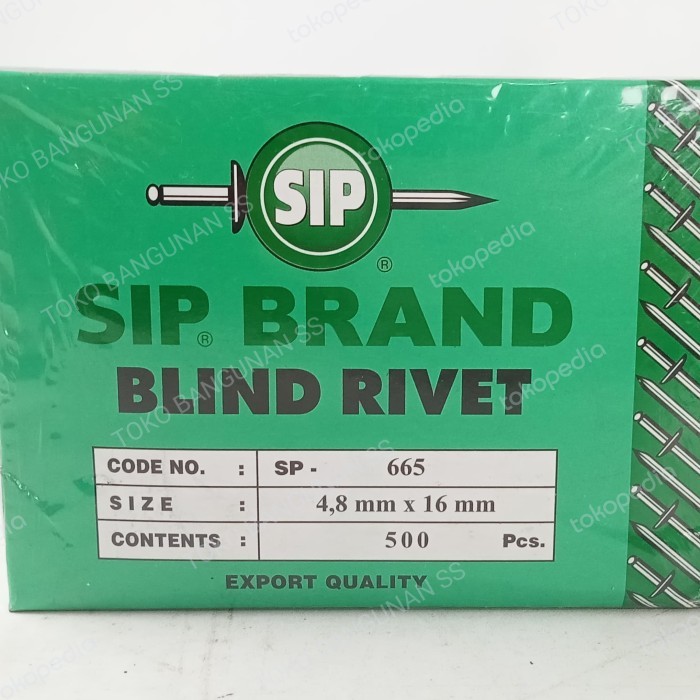 SIP
®
SIP® BRAND
BLIND RIVET
CODE NO. : SP - 665
SIZE : 4,8 mm x 16 mm
CONTENTS : 500 Pcs.
EXPORT QUALITY
TOKO BANGUNAN SS
tokopedia